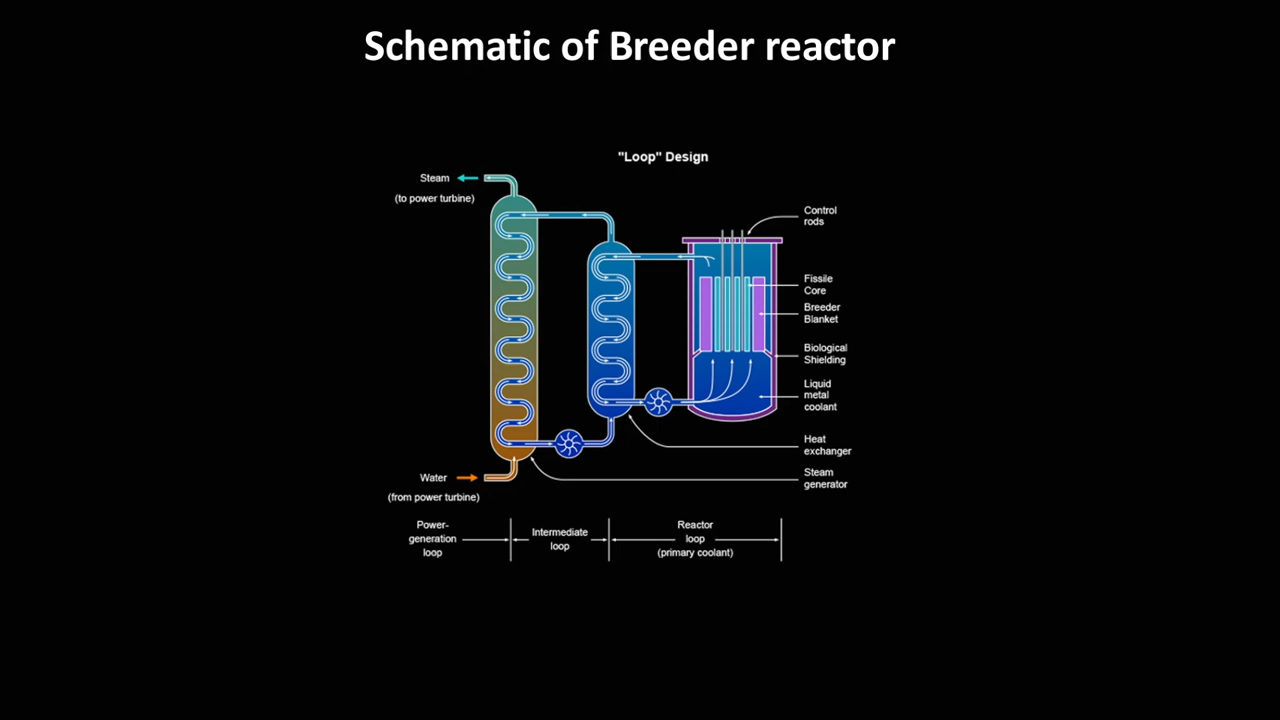 Schematic of Breeder reactor
"Loop" Design
Steam
(to power turbine)
Control
rods
Fissile
Core
Breeder
Blanket
Biological
Shielding
Liquid
metal
coolant
Heat
exchanger
Steam
generator
Water
(from power turbine)
Power-
generation
loop
Intermediate
loop
Reactor
loop
(primary coolant)